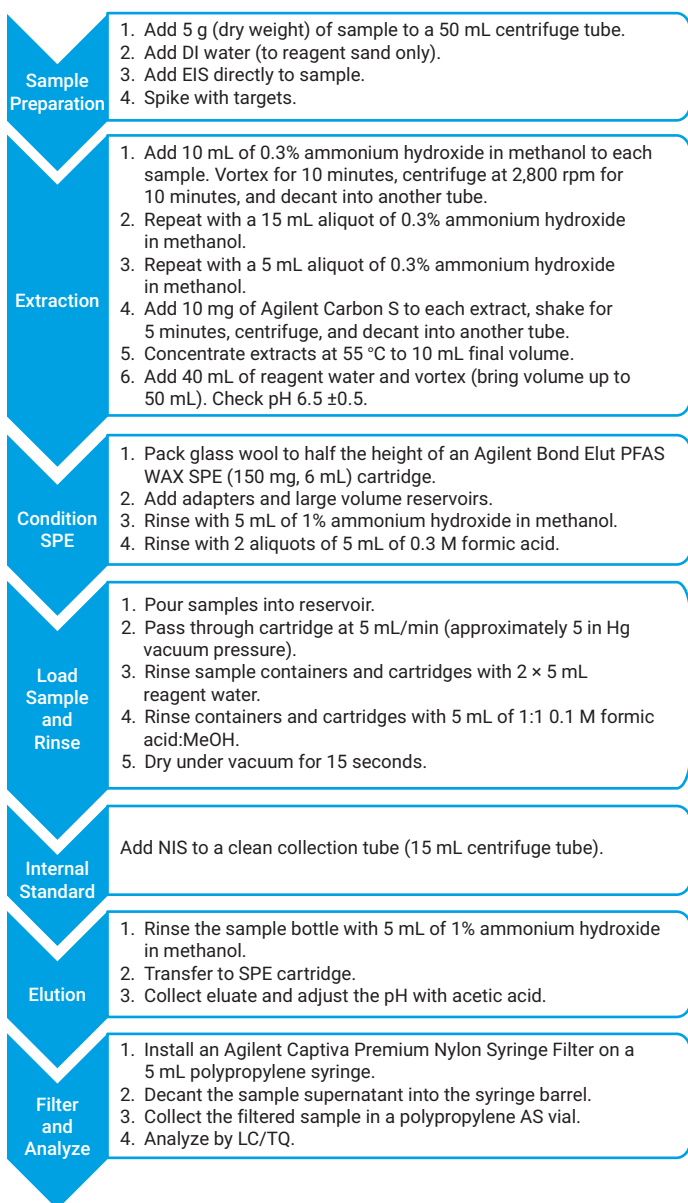 Sample
Preparation
1. Add 5 g (dry weight) of sample to a 50 mL centrifuge tube.
2. Add DI water (to reagent sand only).
3. Add EIS directly to sample.
4. Spike with targets.
Extraction
1. Add 10 mL of 0.3% ammonium hydroxide in methanol to each
sample. Vortex for 10 minutes, centrifuge at 2,800 rpm for
10 minutes, and decant into another tube.
2. Repeat with a 15 mL aliquot of 0.3% ammonium hydroxide
in methanol.
3. Repeat with a 5 mL aliquot of 0.3% ammonium hydroxide
in methanol.
4. Add 10 mg of Agilent Carbon S to each extract, shake for
5 minutes, centrifuge, and decant into another tube.
5. Concentrate extracts at 55 °C to 10 mL final volume.
6. Add 40 mL of reagent water and vortex (bring volume up to
50 mL). Check pH 6.5 ±0.5.
Condition
SPE
1. Pack glass wool to half the height of an Agilent Bond Elut PFAS
WAX SPE (150 mg, 6 mL) cartridge.
2. Add adapters and large volume reservoirs.
3. Rinse with 5 mL of 1% ammonium hydroxide in methanol.
4. Rinse with 2 aliquots of 5 mL of 0.3 M formic acid.
Load
Sample
and
Rinse
1. Pour samples into reservoir.
2. Pass through cartridge at 5 mL/min (approximately 5 in Hg
vacuum pressure).
3. Rinse sample containers and cartridges with 2 × 5 mL
reagent water.
4. Rinse containers and cartridges with 5 mL of 1:1 0.1 M formic
acid:MeOH.
5. Dry under vacuum for 15 seconds.
Internal
Standard
Add NIS to a clean collection tube (15 mL centrifuge tube).
Elution
1. Rinse the sample bottle with 5 mL of 1% ammonium hydroxide
in methanol.
2. Transfer to SPE cartridge.
3. Collect eluate and adjust the pH with acetic acid.
Filter
and
Analyze
1. Install an Agilent Captiva Premium Nylon Syringe Filter on a
5 mL polypropylene syringe.
2. Decant the sample supernatant into the syringe barrel.
3. Collect the filtered sample in a polypropylene AS vial.
4. Analyze by LC/TQ.